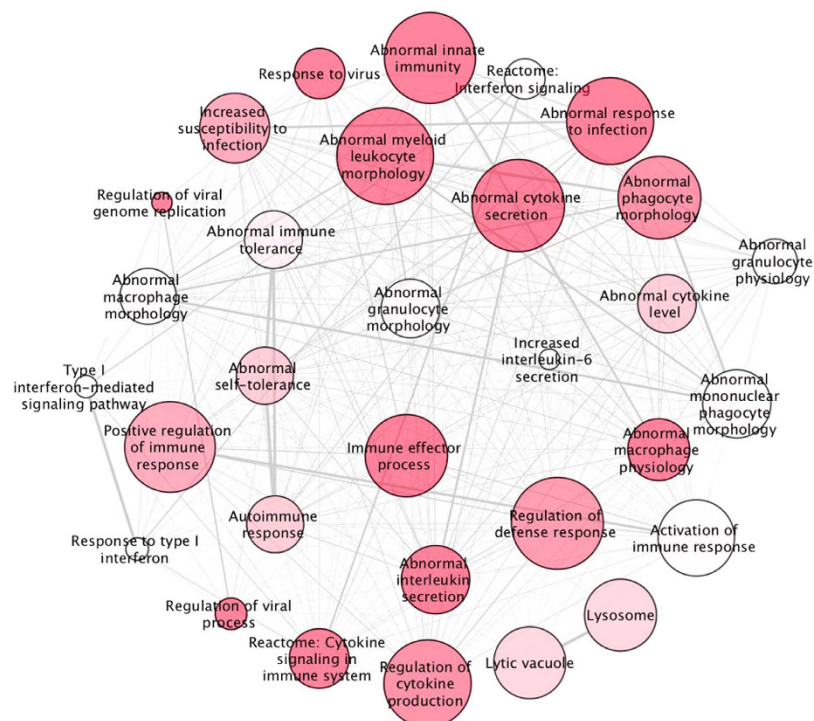 Abnormal innate
immunity
Response to virus
Reactome:
Interferon signaling
Increased
susceptibility to
infection
Abnormal response
to infection
Abnormal myeloid
leukocyte
morphology
Abnormal cytokine
secretion
Abnormal
phagocyte
morphology
Regulation of viral
genome replication
Abnormal immune
tolerance
Abnormal
granulocyte
physiology
Abnormal
macrophage
morphology
Abnormal
granulocyte
morphology
Abnormal cytokine
level
Increased
interleukin-6
secretion
Type I
interferon-mediated
signaling pathway
Abnormal
self-tolerance
Abnormal
mononuclear
phagocyte
morphology
Positive regulation
of immune
response
Immune effector
process
Abnormal
macrophage
physiology
Autoimmune
response
Regulation of
defense response
Activation of
immune response
Response to type I
interferon
Abnormal
interleukin
secretion
Regulation of viral
process
Lysosome
Reactome: Cytokine
signaling in
immune system
Regulation of
cytokine
production
Lytic vacuole